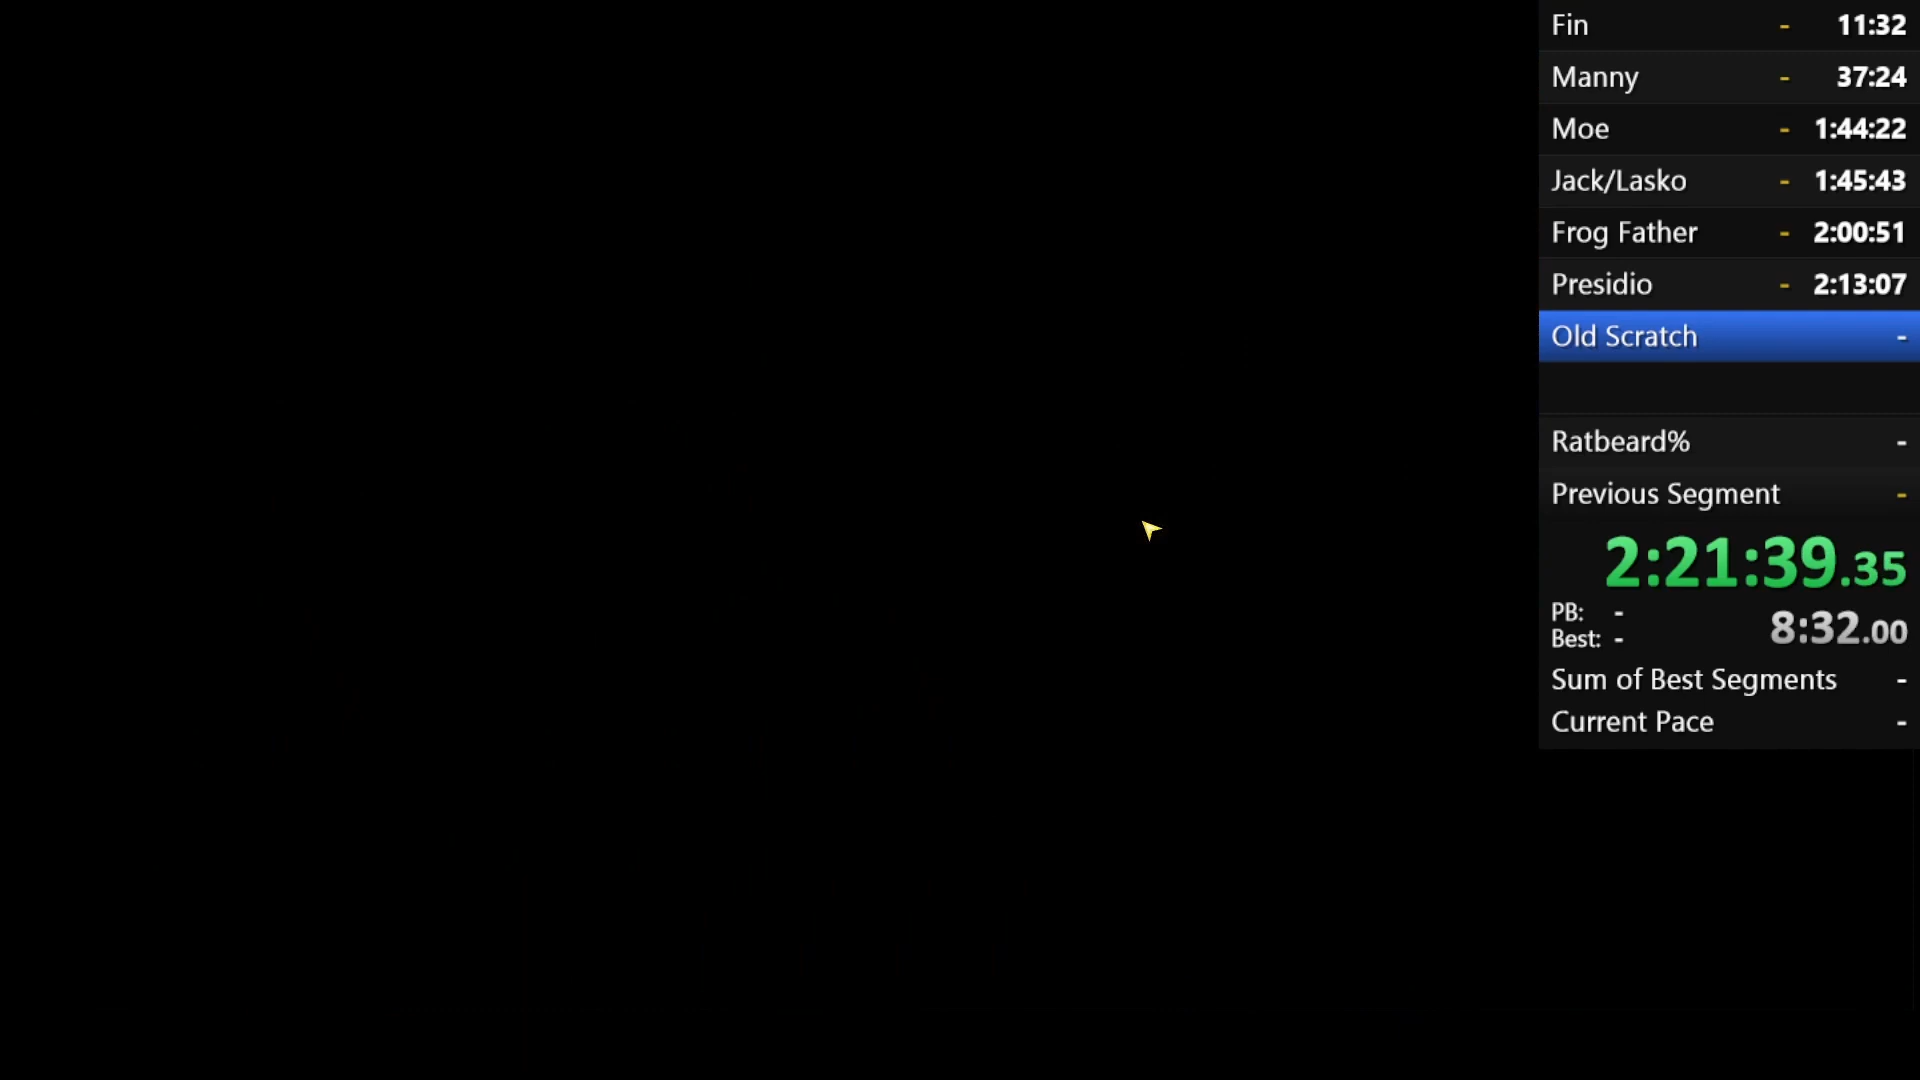 Fin - 11:32
Manny - 37:24
Moe - 1:44:22
Jack/Lasko - 1:45:43
Frog Father - 2:00:51
Presidio - 2:13:07
Old Scratch -
Ratbeard% -
Previous Segment -
2:21:39.35
PB: - 8:32.00
Best: -
Sum of Best Segments -
Current Pace -